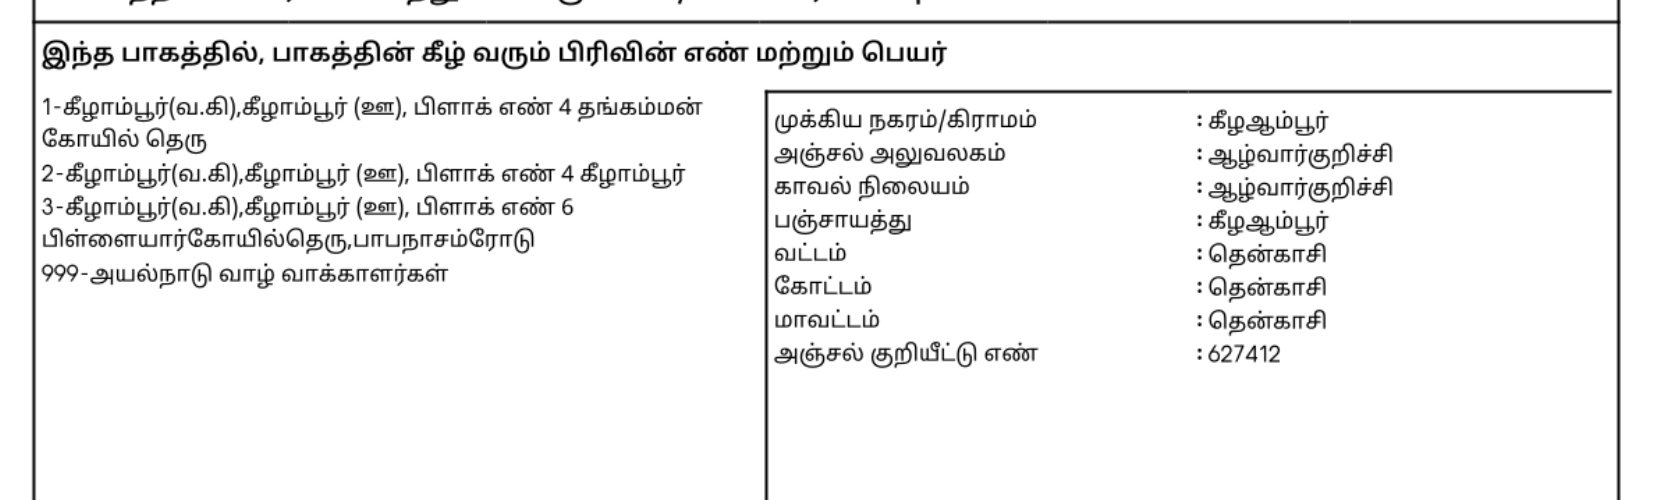 இந்த பாகத்தில், பாகத்தின் கீழ் வரும் பிரிவின் எண் மற்றும் பெயர்
1-கீழாம்பூர்(வ.கி),கீழாம்பூர் (ஊ), பிளாக் எண் 4 தங்கம்மன்
கோயில் தெரு
2-கீழாம்பூர்(வ.கி),கீழாம்பூர் (ஊ), பிளாக் எண் 4 கீழாம்பூர்
3-கீழாம்பூர்(வ.கி),கீழாம்பூர் (ஊ), பிளாக் எண் 6
பிள்ளையார்கோயில்தெரு,பாபநாசம்ரோடு
999-அயல்நாடு வாழ் வாக்காளர்கள்
முக்கிய நகரம்/கிராமம் : கீழஆம்பூர்
அஞ்சல் அலுவலகம் : ஆழ்வார்குறிச்சி
காவல் நிலையம் : ஆழ்வார்குறிச்சி
பஞ்சாயத்து : கீழஆம்பூர்
வட்டம் : தென்காசி
கோட்டம் : தென்காசி
மாவட்டம் : தென்காசி
அஞ்சல் குறியீட்டு எண் : 627412